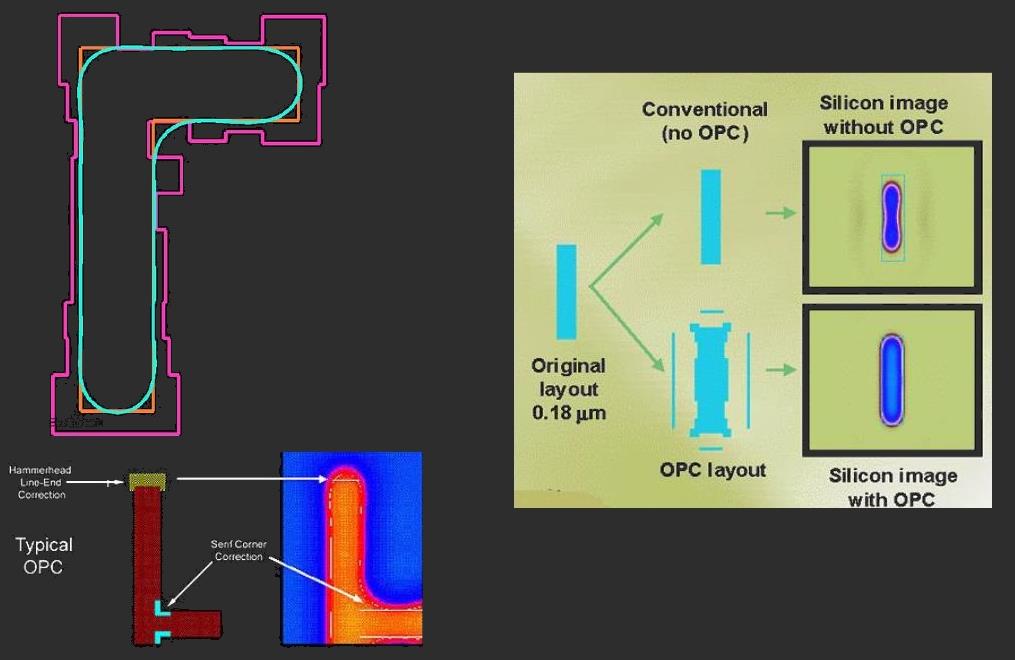 Conventional
(no OPC)
Silicon image
without OPC
Original
layout
0.18 μm
OPC layout
Silicon image
with OPC
Hammerhead
Line-End
Correction
Typical
OPC
Serif Corner
Correction